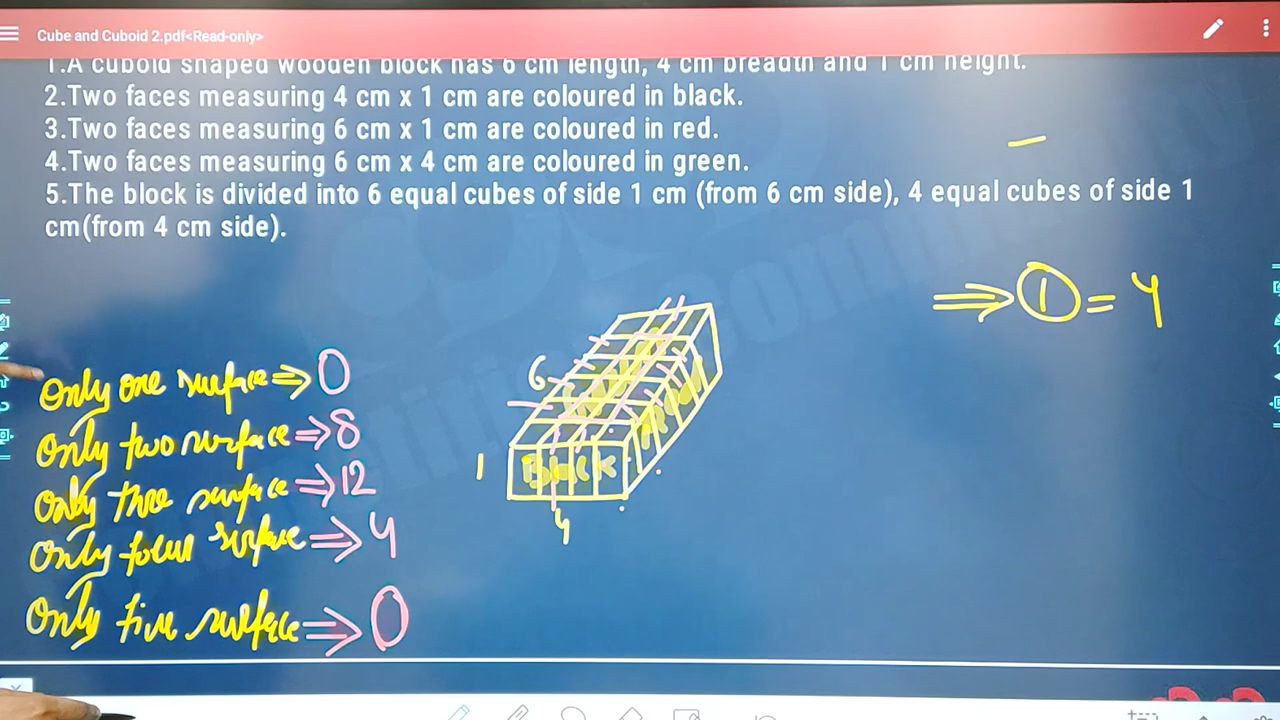 Cube and Cuboid 2.pdf<Read-only>
1.A cuboid shaped wooden block has 6 cm length, 4 cm breadth and 1 cm height.
2.Two faces measuring 4 cm x 1 cm are coloured in black.
3.Two faces measuring 6 cm x 1 cm are coloured in red.
4.Two faces measuring 6 cm x 4 cm are coloured in green.
5.The block is divided into 6 equal cubes of side 1 cm (from 6 cm side), 4 equal cubes of side 1
cm(from 4 cm side).
⇒ 1 = 4
Only one surface ⇒ 0
Only two surface ⇒ 8
Only three surface ⇒ 12
Only four surface ⇒ 4
Only five surface ⇒ 0
6
1
Black
4